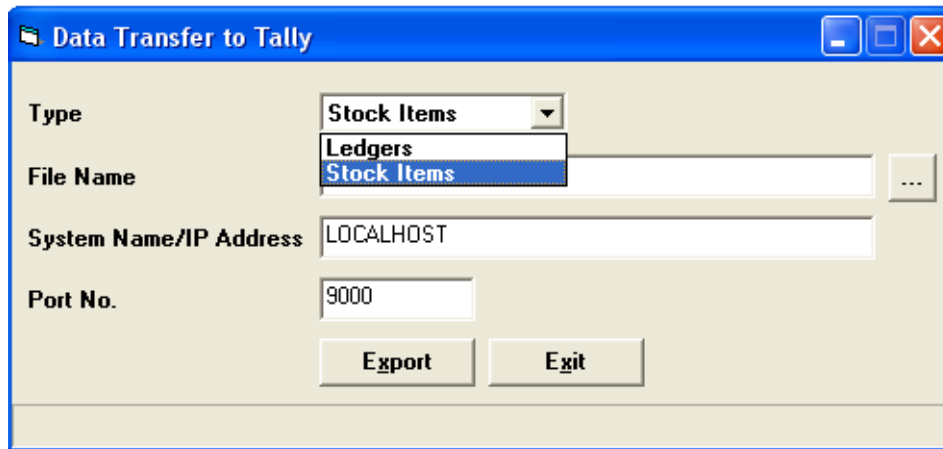 Data Transfer to Tally
Type
Stock Items
Ledgers
Stock Items
File Name
...
System Name/IP Address
LOCALHOST
Port No.
9000
Export
Exit